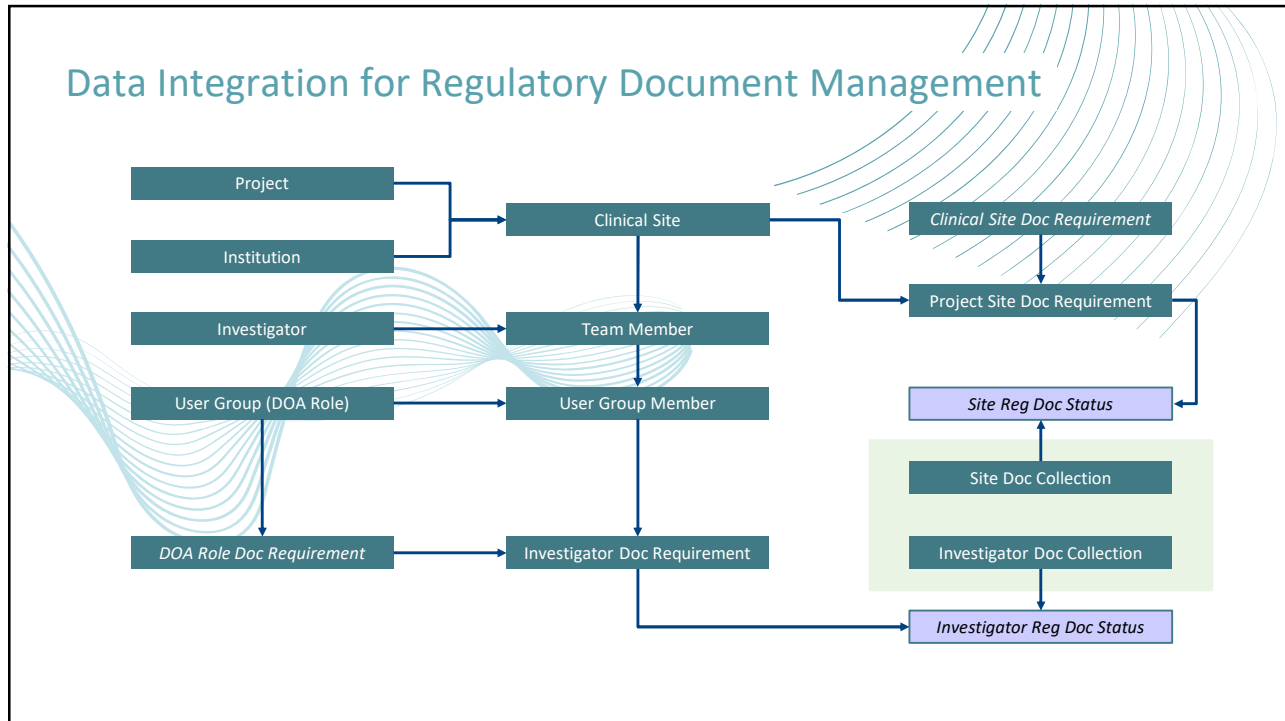 Data Integration for Regulatory Document Management
Project
Institution
Investigator
User Group (DOA Role)
DOA Role Doc Requirement
Clinical Site
Team Member
User Group Member
Investigator Doc Requirement
Clinical Site Doc Requirement
Project Site Doc Requirement
Site Reg Doc Status
Site Doc Collection
Investigator Doc Collection
Investigator Reg Doc Status